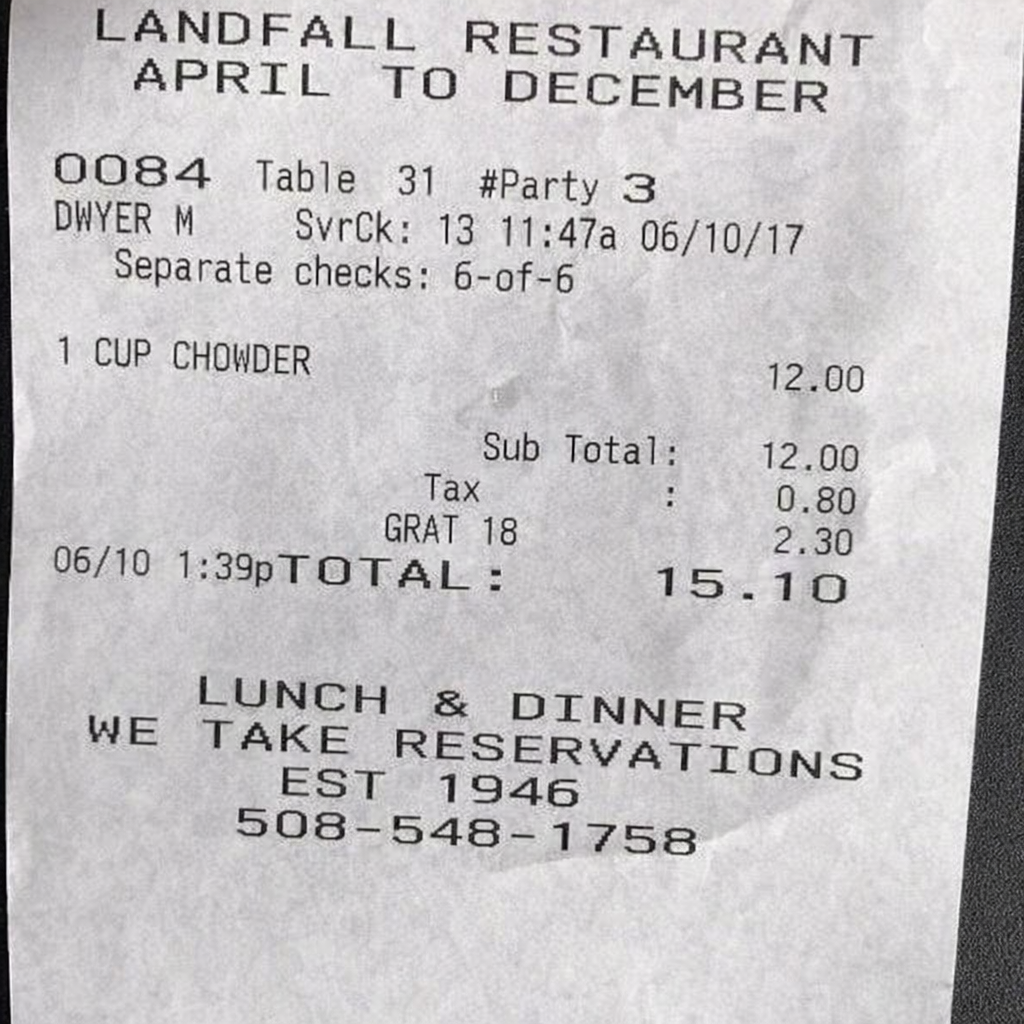 LANDFALL RESTAURANT
APRIL TO DECEMBER
0084 Table 31 #Party 3
DWYER M SvrCk: 13 11:47a 06/10/17
Separate checks: 6-of-6
1 CUP CHOWDER 12.00
Sub Total: 12.00
Tax : 0.80
GRAT 18 2.30
06/10 1:39pTOTAL: 15.10
LUNCH & DINNER
WE TAKE RESERVATIONS
EST 1946
508-548-1758